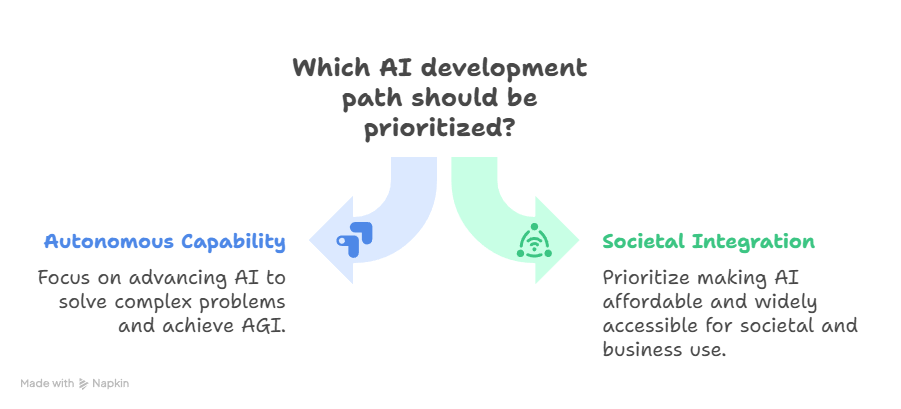 Which AI development
path should be
prioritized?
Autonomous Capability
Focus on advancing AI to
solve complex problems
and achieve AGI.
Societal Integration
Prioritize making AI
affordable and widely
accessible for societal and
business use.
Made with Napkin